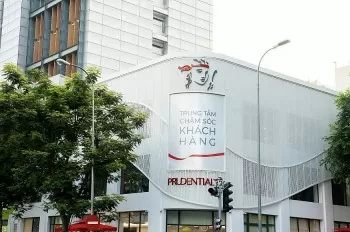 TRUNG TÂM
CHĂM SÓC
KHÁCH
HÀNG
PRUDENTIAL